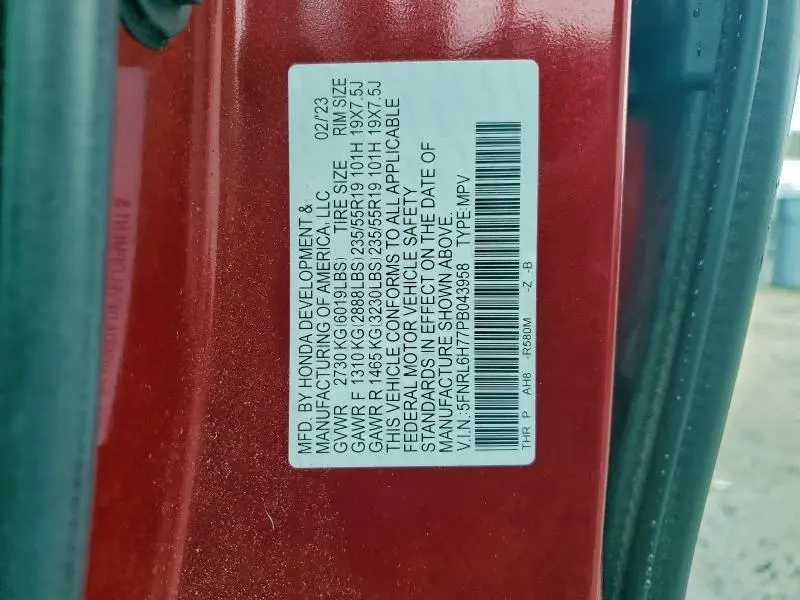 MFD. BY HONDA DEVELOPMENT &
MANUFACTURING OF AMERICA, LLC 02/'23
GVWR 2730 KG(6019LBS) TIRE SIZE RIM SIZE
GAWR F 1310 KG(2888LBS) 235/55R19 101H 19X7.5J
GAWR R 1465 KG(3230LBS) 235/55R19 101H 19X7.5J
THIS VEHICLE CONFORMS TO ALL APPLICABLE
FEDERAL MOTOR VEHICLE SAFETY
STANDARDS IN EFFECT ON THE DATE OF
MANUFACTURE SHOWN ABOVE.
V.I.N.:5FNRL6H77PB043958 TYPE:MPV
THR P AH8 -R580M -Z -B